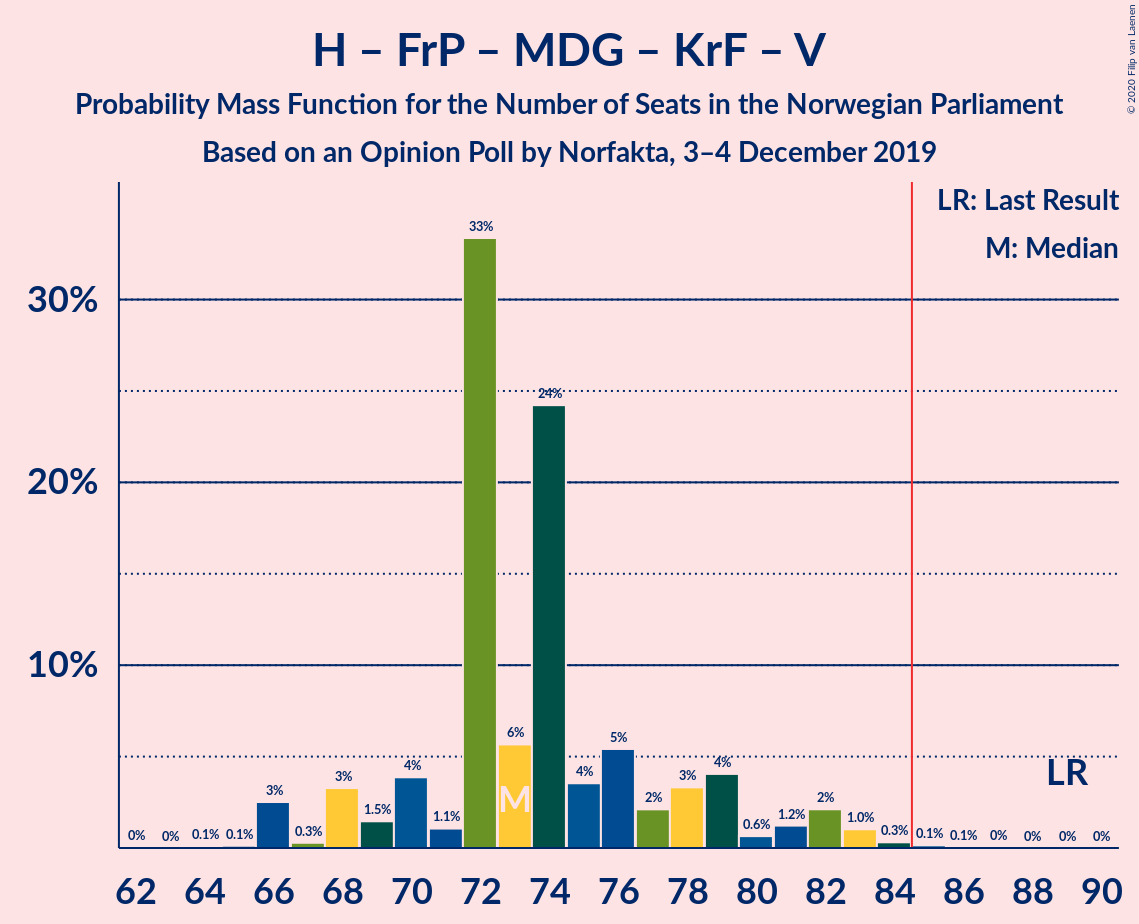 H – FrP – MDG – KrF – V
Probability Mass Function for the Number of Seats in the Norwegian Parliament
Based on an Opinion Poll by Norfakta, 3–4 December 2019
© 2020 Filip van Laenen
LR: Last Result
M: Median
30%
20%
10%
0% 0% 0.1% 0.1% 3% 0.3% 3% 1.5% 4% 1.1% 33% 6% 24% 4% 5% 2% 3% 4% 0.6% 1.2% 2% 1.0% 0.3% 0.1% 0.1% 0% 0% 0% 0%
M
LR
62 64 66 68 70 72 74 76 78 80 82 84 86 88 90